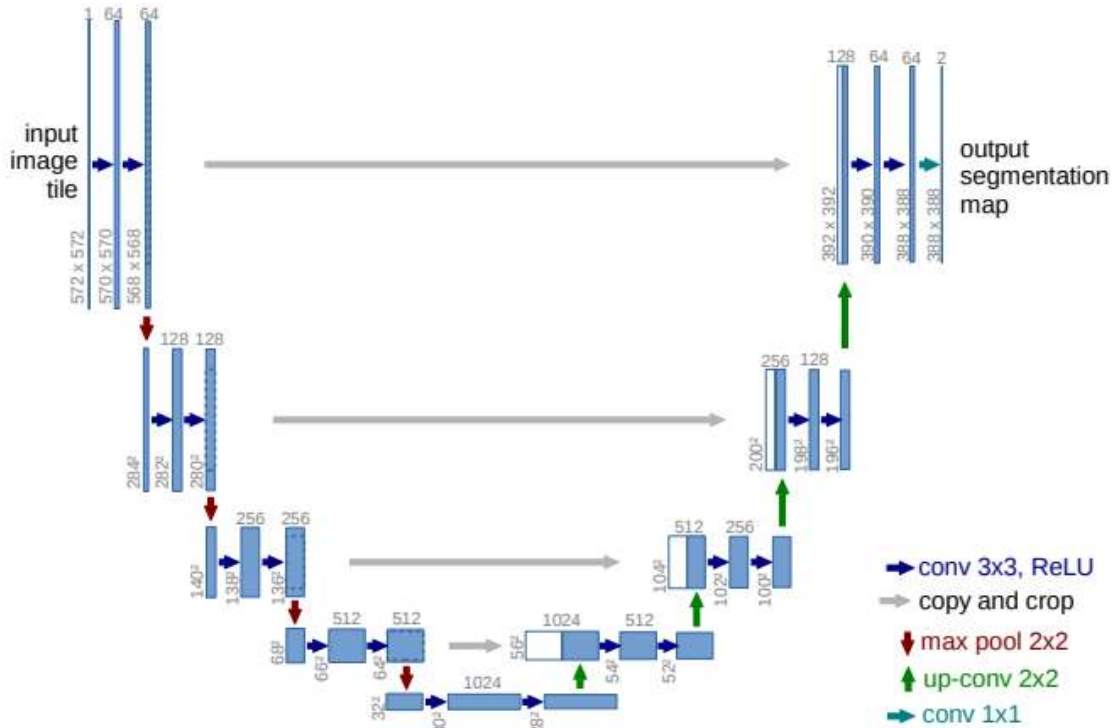 1 64 64
128 64 64 2
input
image
tile
output
segmentation
map
572 x 572
570 x 570
568 x 568
392 x 392
390 x 390
388 x 388
388 x 388
128 128
256 128
284²
282²
280²
200²
198²
196²
256 256
512 256
140²
138²
136²
104²
102²
100²
conv 3x3, ReLU
copy and crop
max pool 2x2
up-conv 2x2
conv 1x1
512 512
1024 512
68²
66²
64²
56²
54²
52²
1024
32²